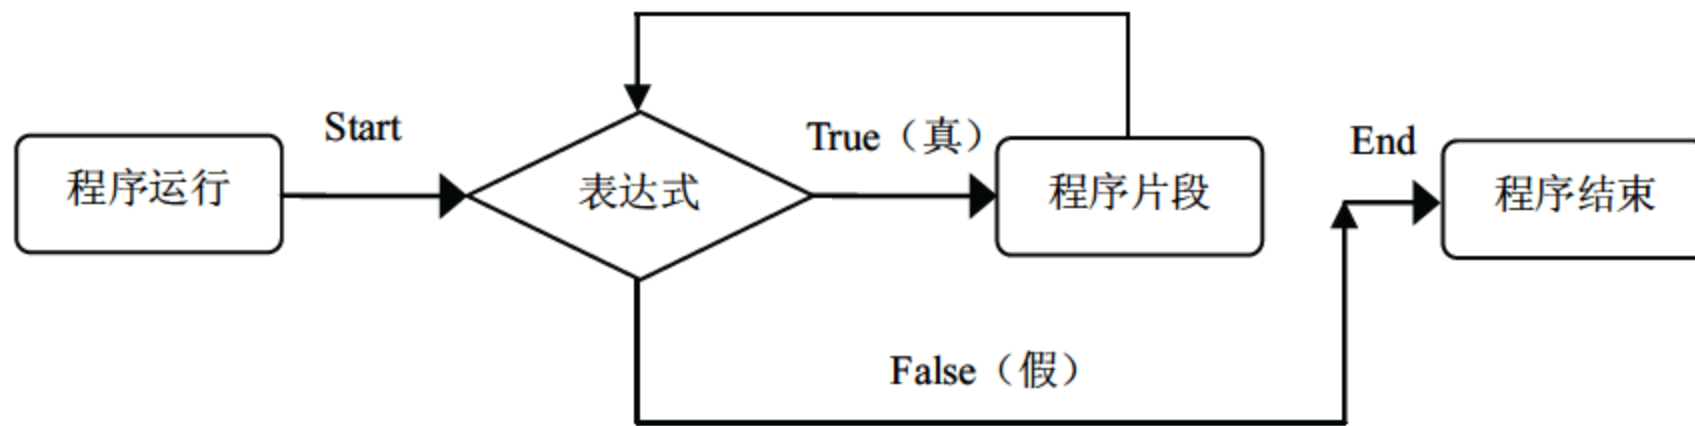 程序运行
Start
表达式
True（真）
程序片段
End
程序结束
False（假）